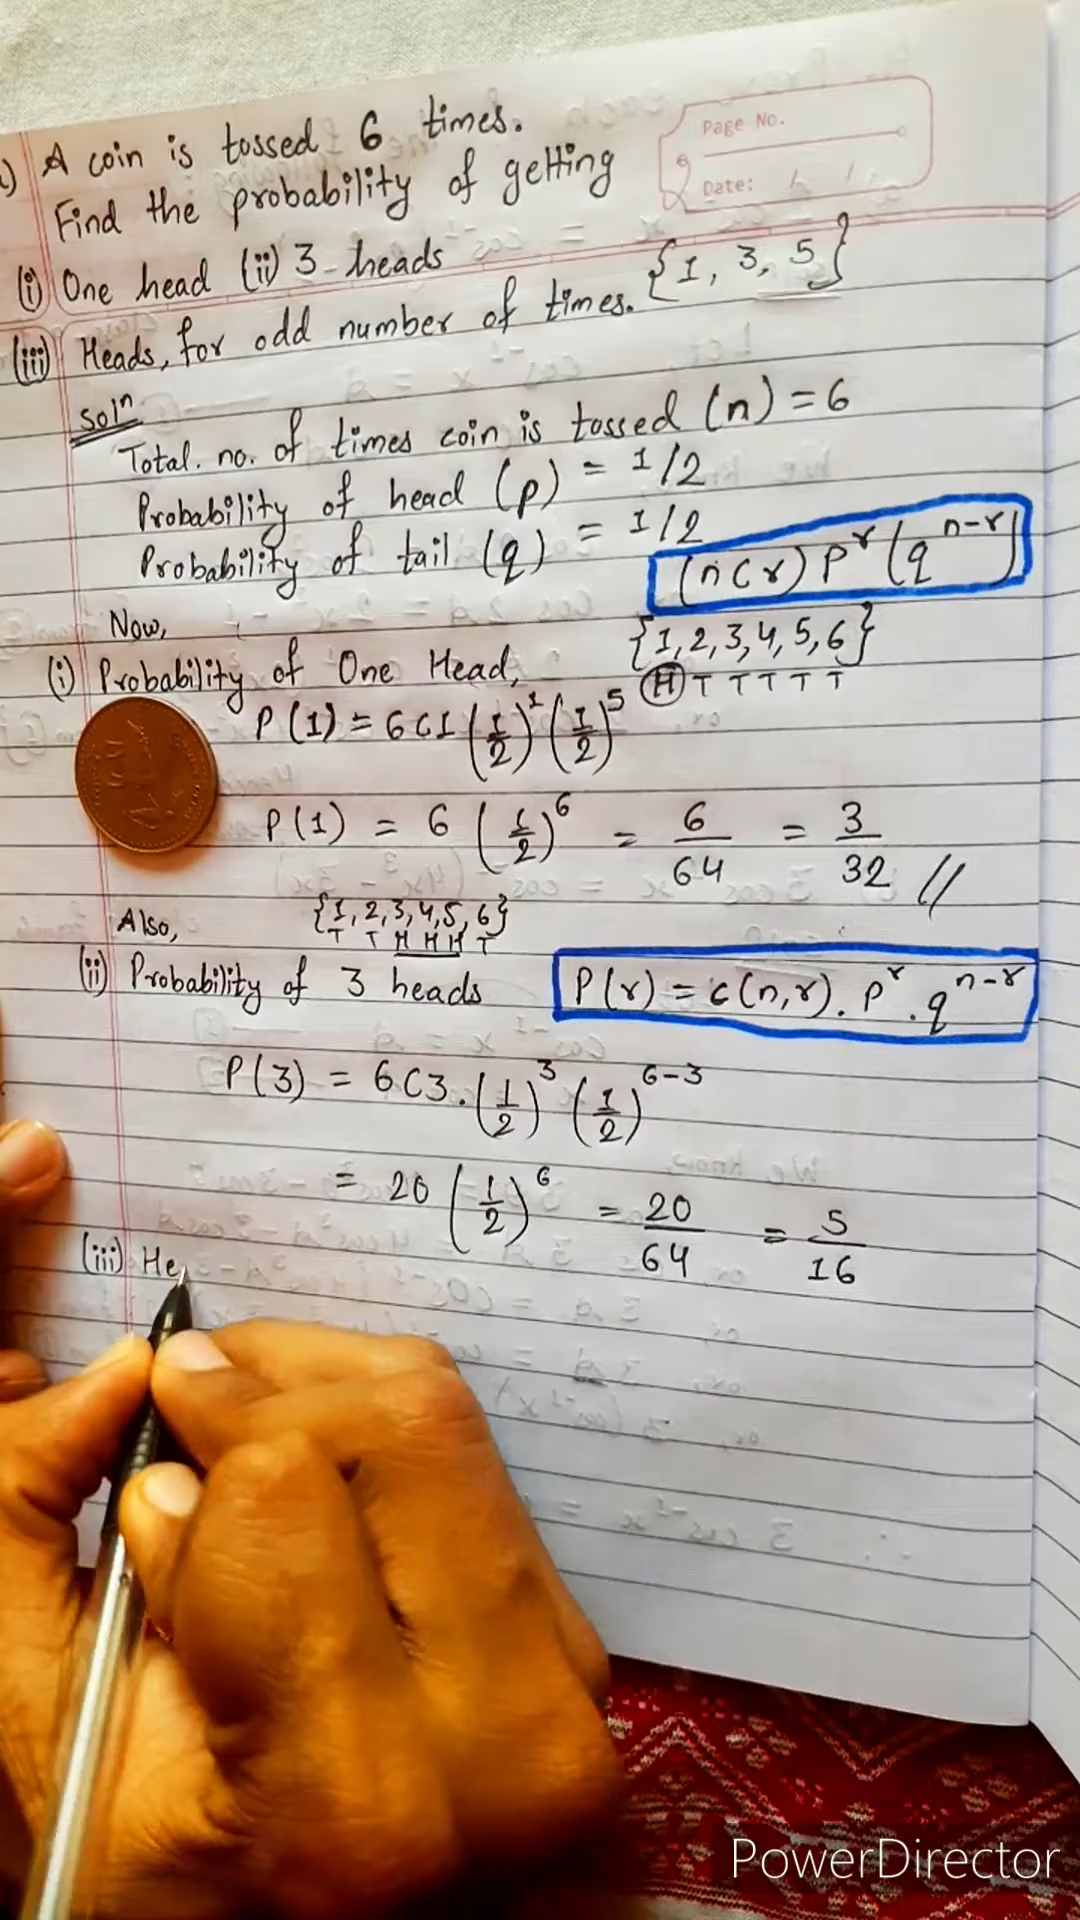 A coin is tossed 6 times.
Find the probability of getting
Page No.
Date:
(i) One head (ii) 3 heads
{1, 3, 5}
(iii) Heads, for odd number of times.
Soln
Total. no. of times coin is tossed (n) = 6
Probability of head (p) = 1/2
Probability of tail (q) = 1/2
(nCr) p^r (q^n-r)
Now,
{1,2,3,4,5,6}
(i) Probability of One Head,
H T T T T T
P(1) = 6C1 (1/2)^1 (1/2)^5
P(1) = 6 (1/2)^6 = 6/64 = 3/32 //
Also,
{1,2,3,4,5,6}
T T H H H T
(ii) Probability of 3 heads
P(r) = c(n,r). p^r . q^n-r
P(3) = 6C3. (1/2)^3 (1/2)^6-3
= 20 (1/2)^6 = 20/64 = 5/16
(iii) He
PowerDirector